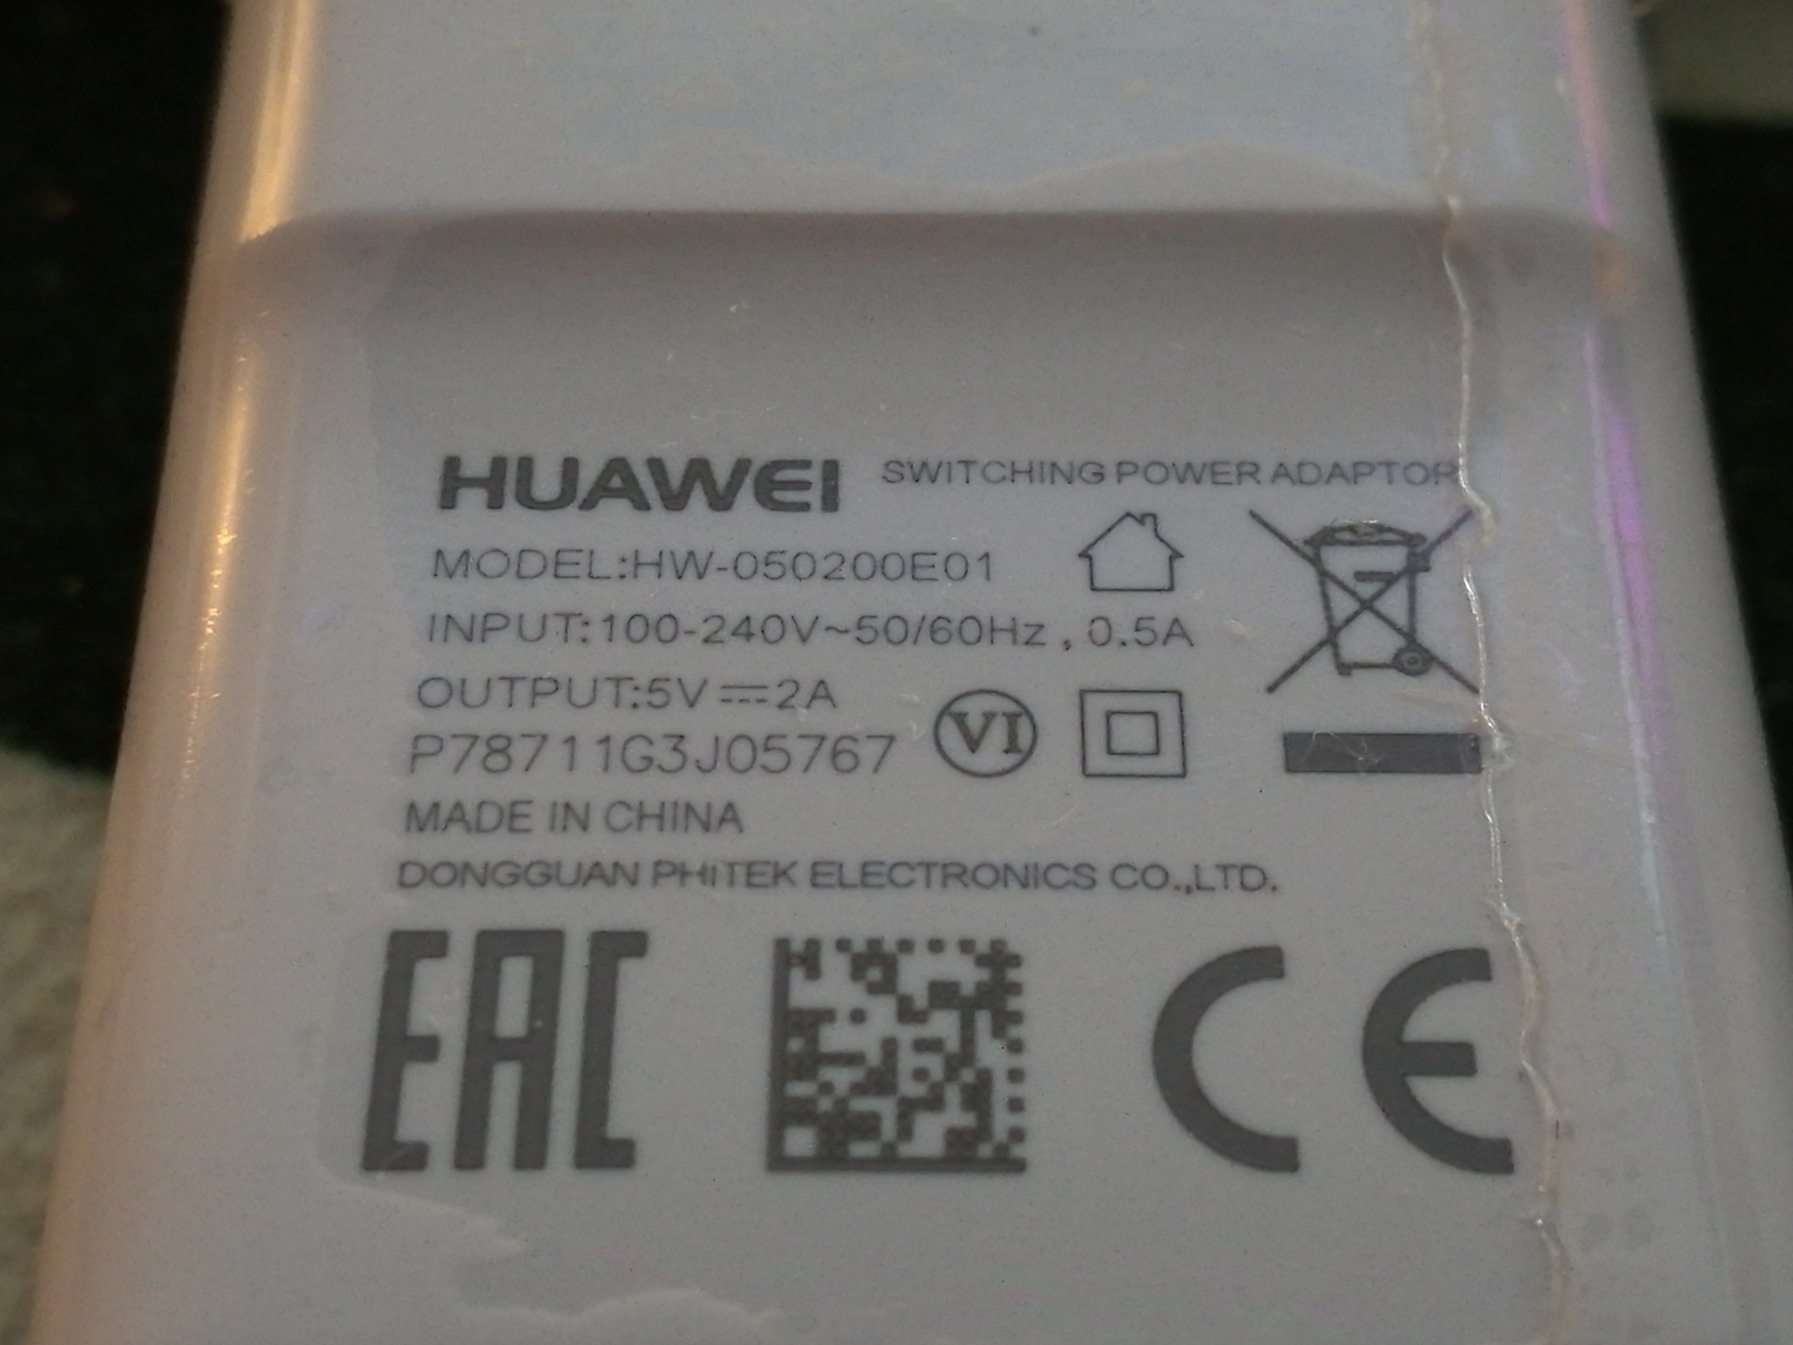 HUAWEI SWITCHING POWER ADAPTOR
MODEL:HW-050200E01
INPUT:100-240V~50/60Hz , 0.5A
OUTPUT:5V⎓2A
P78711G3J05767 VI
MADE IN CHINA
DONGGUAN PHITEK ELECTRONICS CO.,LTD.
EAC CE